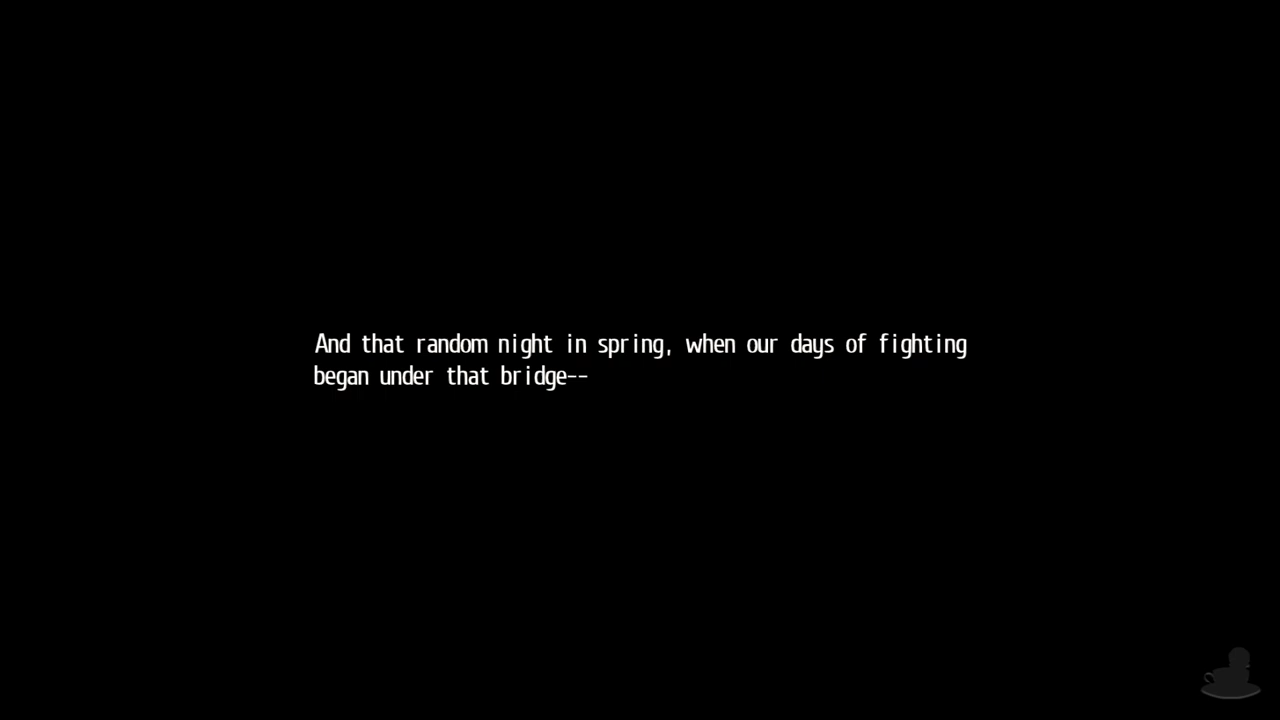 And that random night in spring, when our days of fighting
began under that bridge--